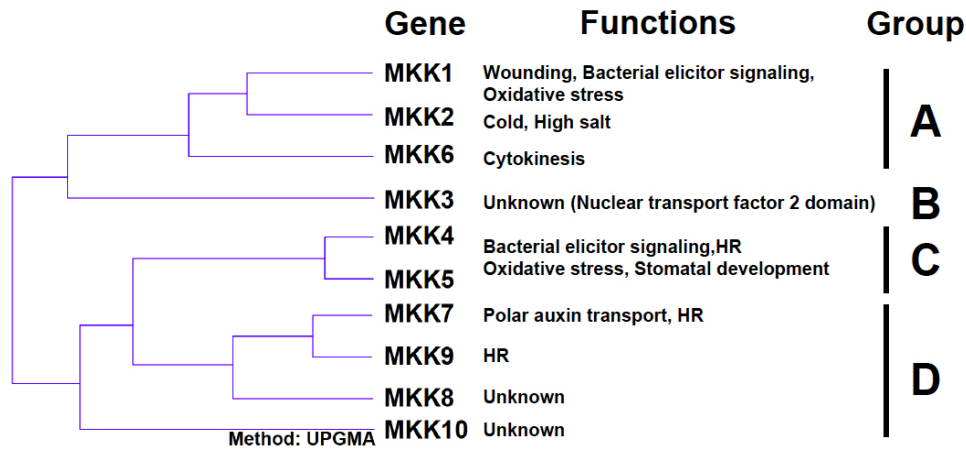 Gene Functions Group
MKK1 Wounding, Bacterial elicitor signaling,
Oxidative stress
MKK2 Cold, High salt
A
MKK6 Cytokinesis
MKK3 Unknown (Nuclear transport factor 2 domain) B
MKK4 Bacterial elicitor signaling,HR
Oxidative stress, Stomatal development
C
MKK5
MKK7 Polar auxin transport, HR
MKK9 HR
D
MKK8 Unknown
MKK10 Unknown
Method: UPGMA